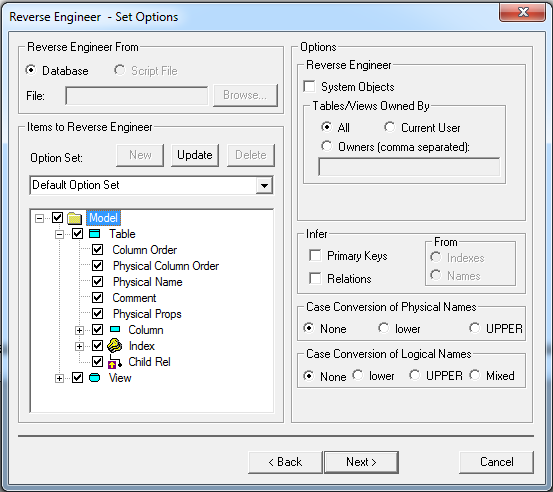 Reverse Engineer - Set Options
Reverse Engineer From
Database
Script File
File:
Browse...
Items to Reverse Engineer
Option Set:
New
Update
Delete
Default Option Set
Model
Table
Column Order
Physical Column Order
Physical Name
Comment
Physical Props
Column
Index
Child Rel
View
Options
Reverse Engineer
System Objects
Tables/Views Owned By
All
Current User
Owners (comma separated):
Infer
Primary Keys
Relations
From
Indexes
Names
Case Conversion of Physical Names
None
lower
UPPER
Case Conversion of Logical Names
None
lower
UPPER
Mixed
< Back
Next >
Cancel